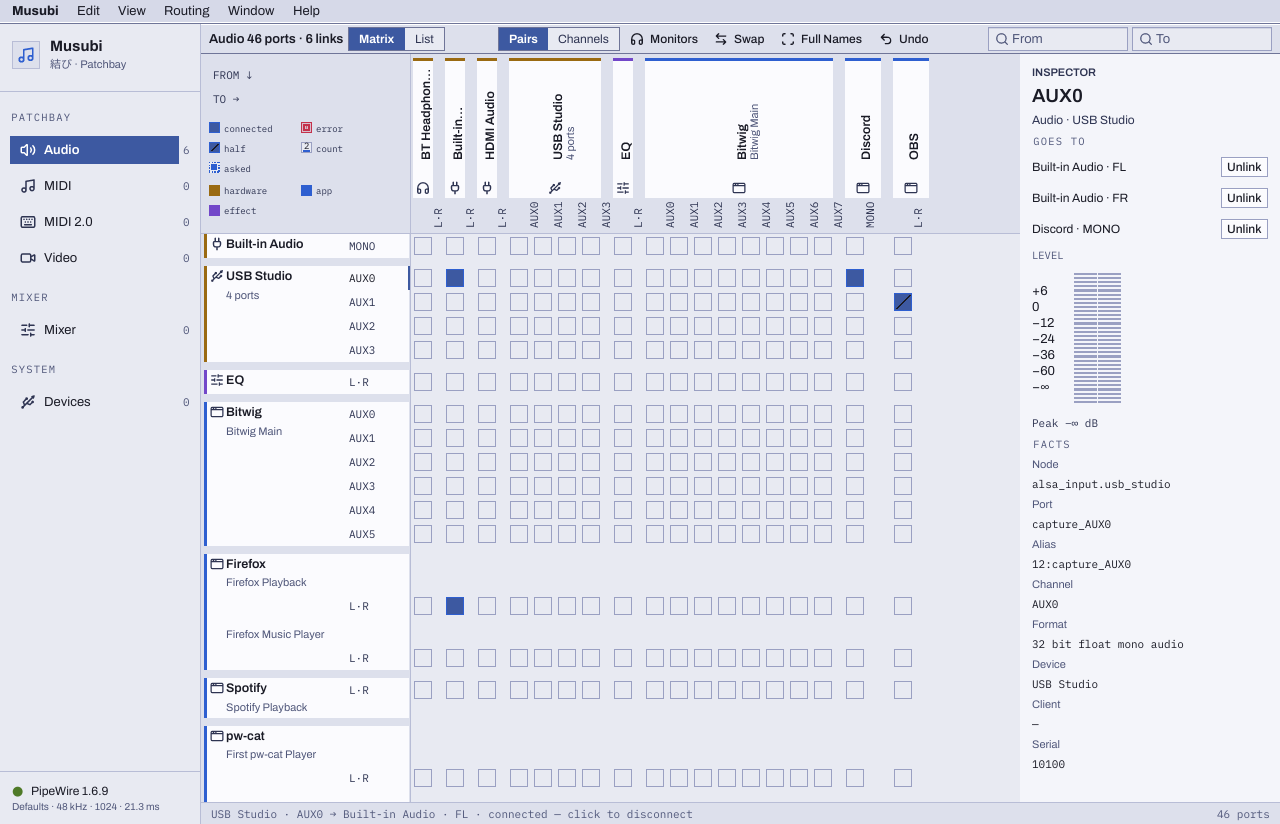 Musubi Edit View Routing Window Help
Musubi
結び · Patchbay
PATCHBAY
Audio 6
MIDI 0
MIDI 2.0 0
Video 0
MIXER
Mixer 0
SYSTEM
Devices 0
PipeWire 1.6.9
Defaults · 48 kHz · 1024 · 21.3 ms
Audio 46 ports · 6 links Matrix List Pairs Channels Monitors Swap Full Names Undo From To
FROM ↓
TO →
connected error
half 2 count
asked
hardware app
effect
BT Headphon…
Built-in…
HDMI Audio
USB Studio
4 ports
EQ
Bitwig
Bitwig Main
Discord
OBS
L·R L·R L·R AUX0 AUX1 AUX2 AUX3 L·R AUX0 AUX1 AUX2 AUX3 AUX4 AUX5 AUX6 AUX7 MONO L·R
Built-in Audio MONO
USB Studio AUX0
4 ports
AUX1
AUX2
AUX3
EQ L·R
Bitwig AUX0
Bitwig Main
AUX1
AUX2
AUX3
AUX4
AUX5
Firefox
Firefox Playback
L·R
Firefox Music Player
L·R
Spotify L·R
Spotify Playback
pw-cat
First pw-cat Player
L·R
INSPECTOR
AUX0
Audio · USB Studio
GOES TO
Built-in Audio · FL Unlink
Built-in Audio · FR Unlink
Discord · MONO Unlink
LEVEL
+6
0
−12
−24
−36
−60
−∞
Peak −∞ dB
FACTS
Node
alsa_input.usb_studio
Port
capture_AUX0
Alias
12:capture_AUX0
Channel
AUX0
Format
32 bit float mono audio
Device
USB Studio
Client
—
Serial
10100
USB Studio · AUX0 → Built-in Audio · FL · connected — click to disconnect 46 ports